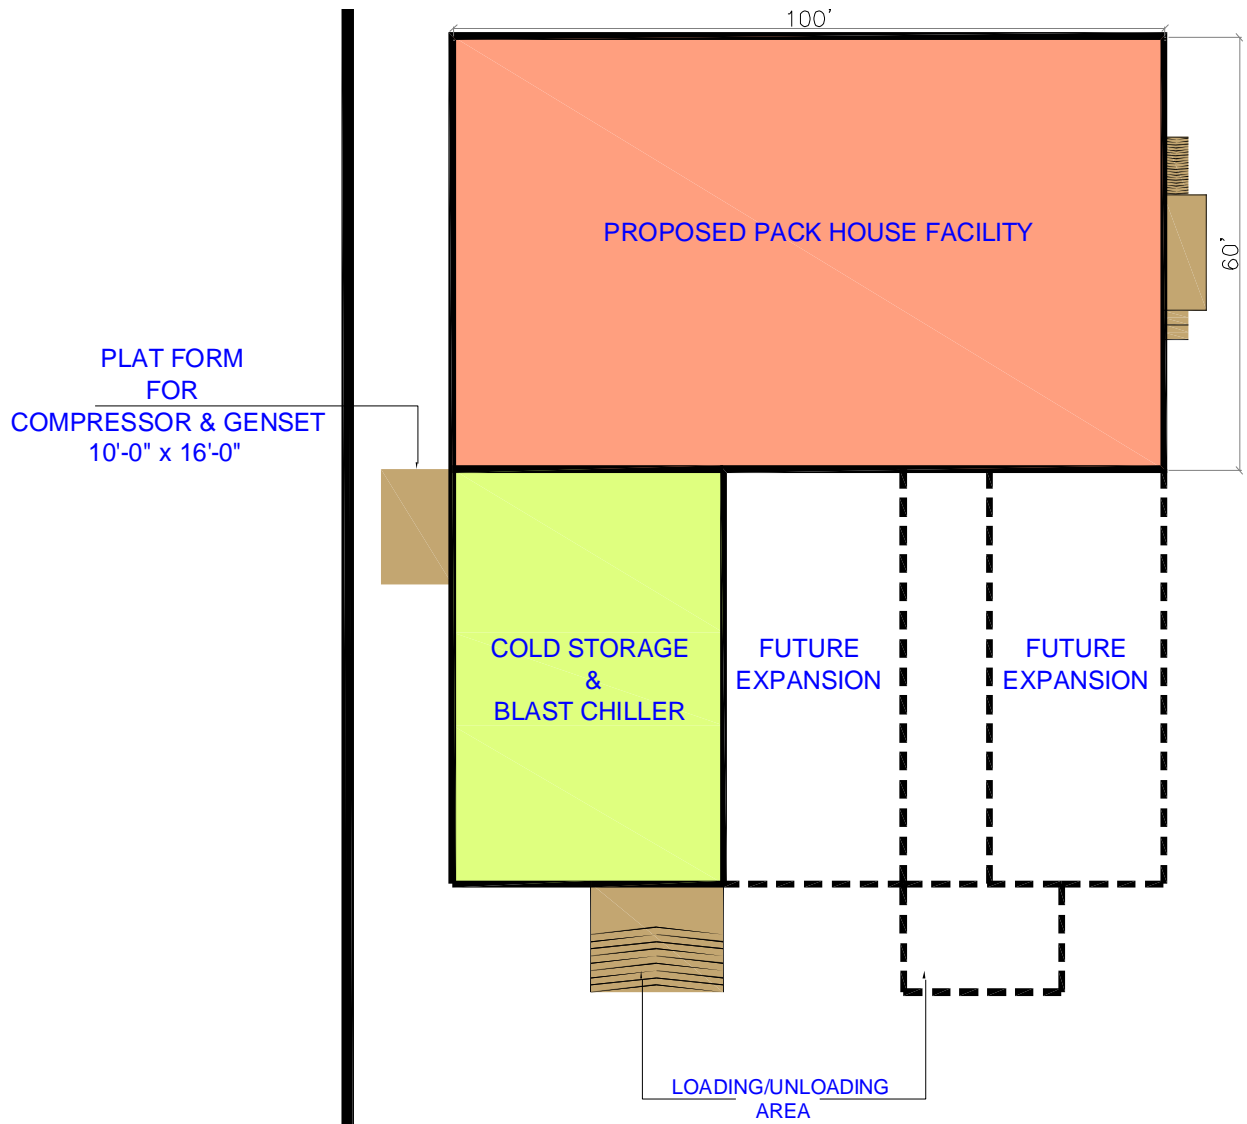 100'
PROPOSED PACK HOUSE FACILITY
60'
PLAT FORM
FOR
COMPRESSOR & GENSET
10'-0" x 16'-0"
COLD STORAGE
&
BLAST CHILLER
FUTURE
EXPANSION
FUTURE
EXPANSION
LOADING/UNLOADING
AREA